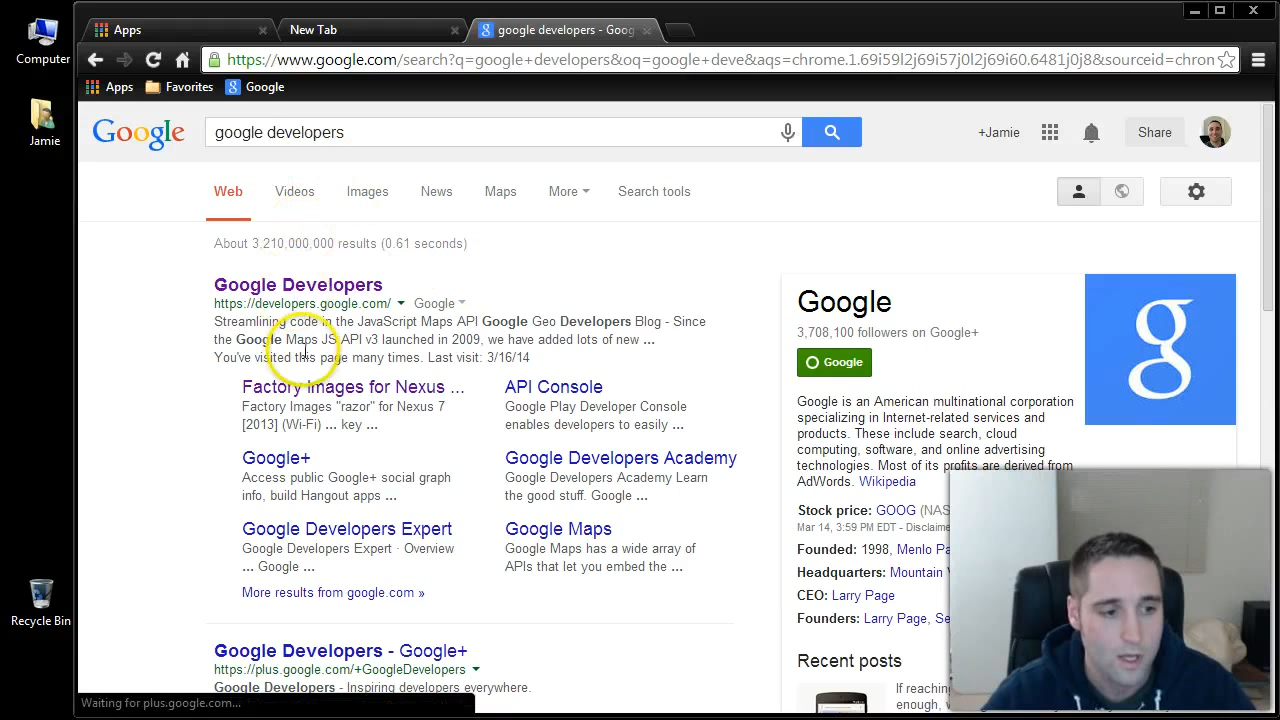 Computer
Jamie
Recycle Bin
Apps
New Tab
google developers - Goog
https://www.google.com/search?q=google+developers&oq=google+deve&aqs=chrome.1.69i59l2j69i57j0l2j69i60.6481j0j8&sourceid=chron
Apps
Favorites
Google
Google
google developers
+Jamie
Share
Web
Videos
Images
News
Maps
More
Search tools
About 3,210,000,000 results (0.61 seconds)
Google Developers
https://developers.google.com/
Google
Streamlining code in the JavaScript Maps API Google Geo Developers Blog - Since
the Google Maps JS API v3 launched in 2009, we have added lots of new ...
You've visited this page many times. Last visit: 3/16/14
Factory Images for Nexus ...
Factory Images "razor" for Nexus 7
[2013] (Wi-Fi) ... key ...
API Console
Google Play Developer Console
enables developers to easily ...
Google+
Access public Google+ social graph
info, build Hangout apps ...
Google Developers Academy
Google Developers Academy Learn
the good stuff. Google ...
Google Developers Expert
Google Developers Expert · Overview
... Google ...
Google Maps
Google Maps has a wide array of
APIs that let you embed the ...
More results from google.com »
Google Developers - Google+
https://plus.google.com/+GoogleDevelopers
Google Developers - Inspiring developers everywhere.
Waiting for plus.google.com...
Google
3,708,100 followers on Google+
Google
g
Google is an American multinational corporation
specializing in Internet-related services and
products. These include search, cloud
computing, software, and online advertising
technologies. Most of its profits are derived from
AdWords. Wikipedia
Stock price: GOOG (NAS
Mar 14, 3:59 PM EDT - Disclaime
Founded: 1998, Menlo Pa
Headquarters: Mountain
CEO: Larry Page
Founders: Larry Page, Se
Recent posts
If reaching
enough, w